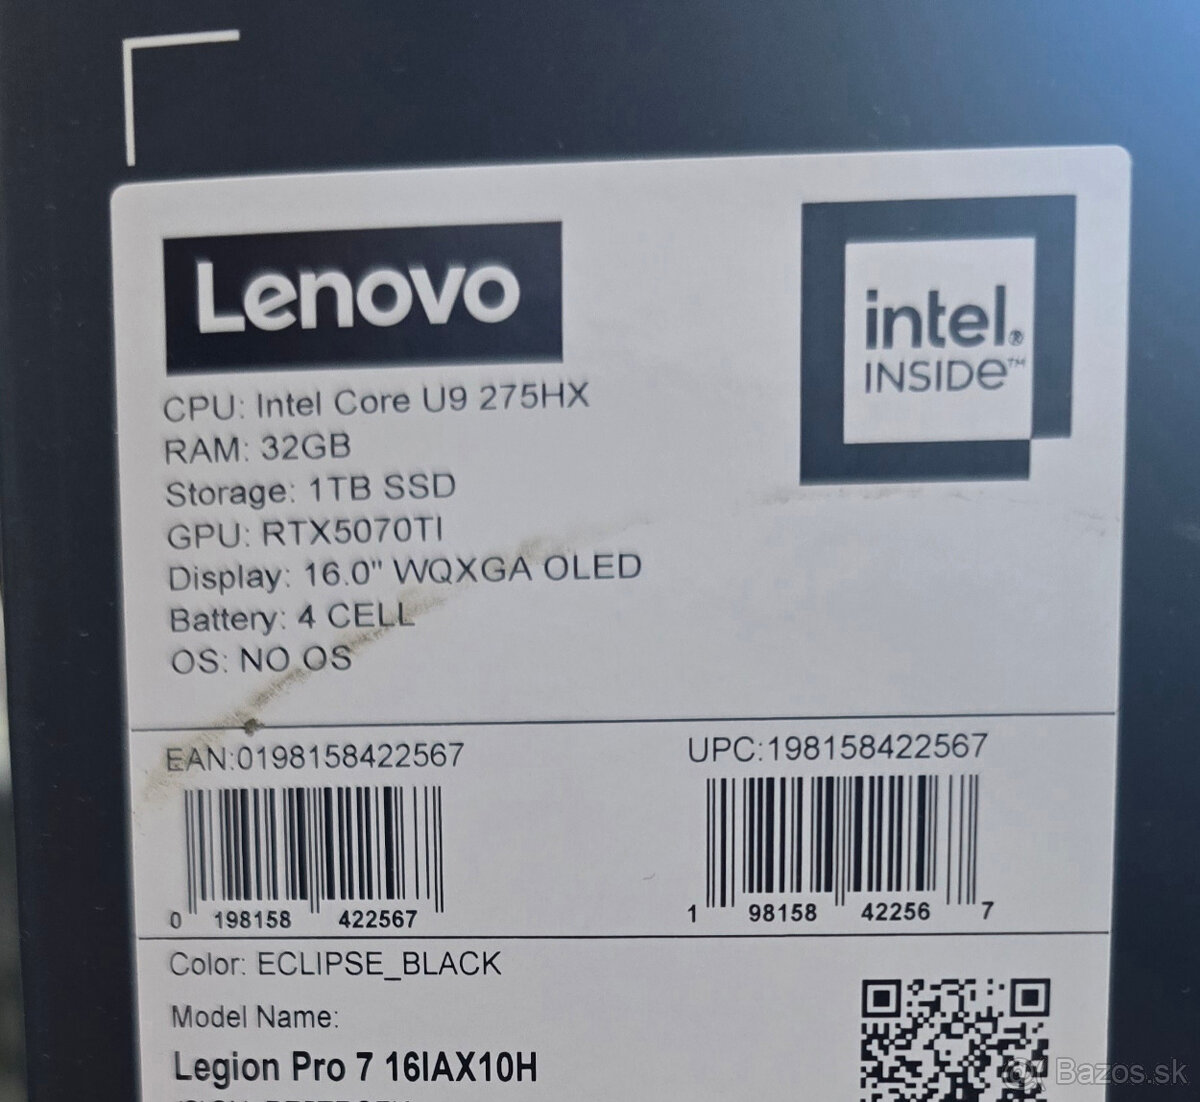 Lenovo
intel®
INSIDE™
CPU: Intel Core U9 275HX
RAM: 32GB
Storage: 1TB SSD
GPU: RTX5070TI
Display: 16.0" WQXGA OLED
Battery: 4 CELL
OS: NO OS
EAN:0198158422567
UPC:198158422567
0 198158 422567
1 98158 42256 7
Color: ECLIPSE_BLACK
Model Name:
Legion Pro 7 16IAX10H
Bazos.sk